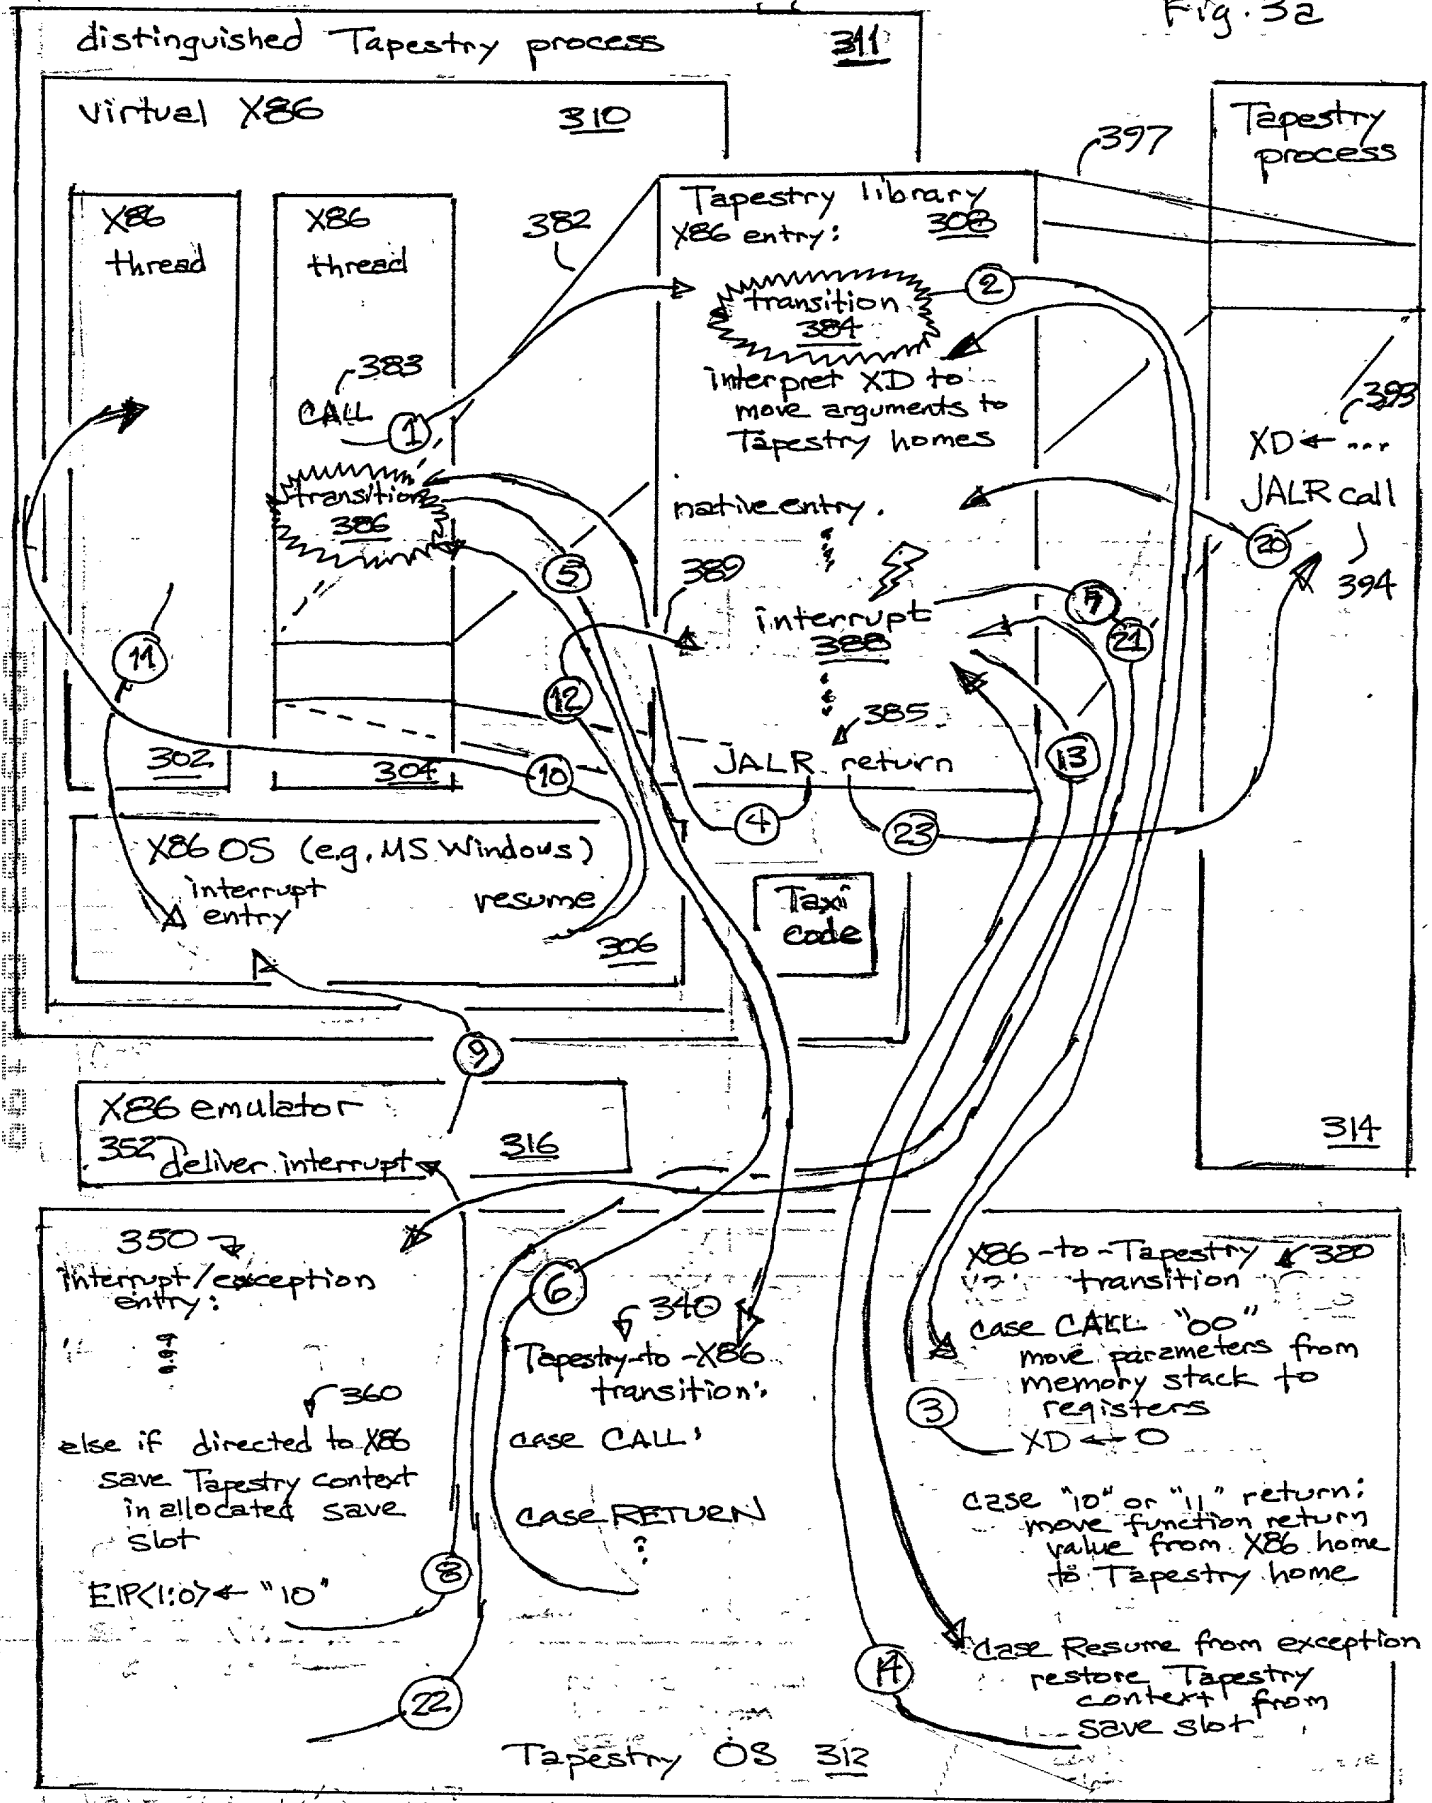 Fig. 3a
distinguished Tapestry process 311
Virtual X86 310
397
Tapestry
process
X86
thread
X86
thread
382
Tapestry library
X86 entry: 308
2
transition
384
interpret XD to
move arguments to
Tapestry homes
383
CALL
1
393
XD ← ...
JALR call
394
20
transition
386
native entry.
5
389
interrupt
388
7
21
11
12
385
JALR return
13
302
304
10
4
23
X86 OS (e.g. MS Windows)
interrupt
entry
resume
306
Taxi
code
9
X86 emulator
352 deliver interrupt
316
314
350
interrupt/exception
entry:
6
340
Tapestry-to-X86
transition:
X86-to-Tapestry 320
transition
case CALL "00"
move parameters from
memory stack to
registers
3
XD ← 0
360
else if directed to X86
save Tapestry context
in allocated save
slot
EIP<1:0> ← "10"
8
case CALL:
case RETURN
case "10" or "11" return:
move function return
value from X86 home
to Tapestry home
case Resume from exception
restore Tapestry
context from
save slot
14
22
Tapestry OS 312